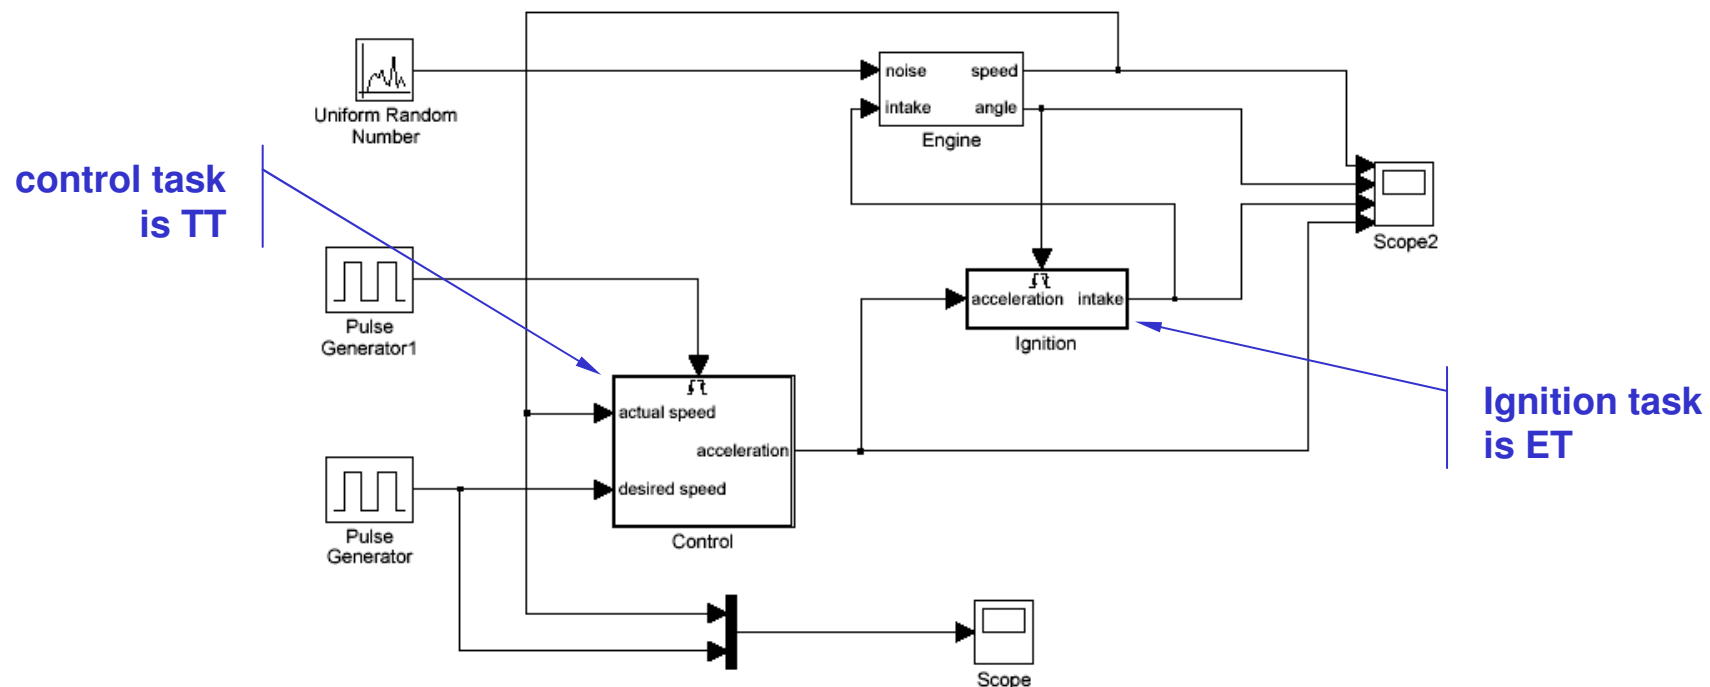 noise
speed
intake
angle
Engine
Uniform Random
Number
control task
is TT
Scope2
Pulse
Generator1
acceleration
intake
Ignition
Ignition task
is ET
actual speed
acceleration
desired speed
Control
Pulse
Generator
Scope